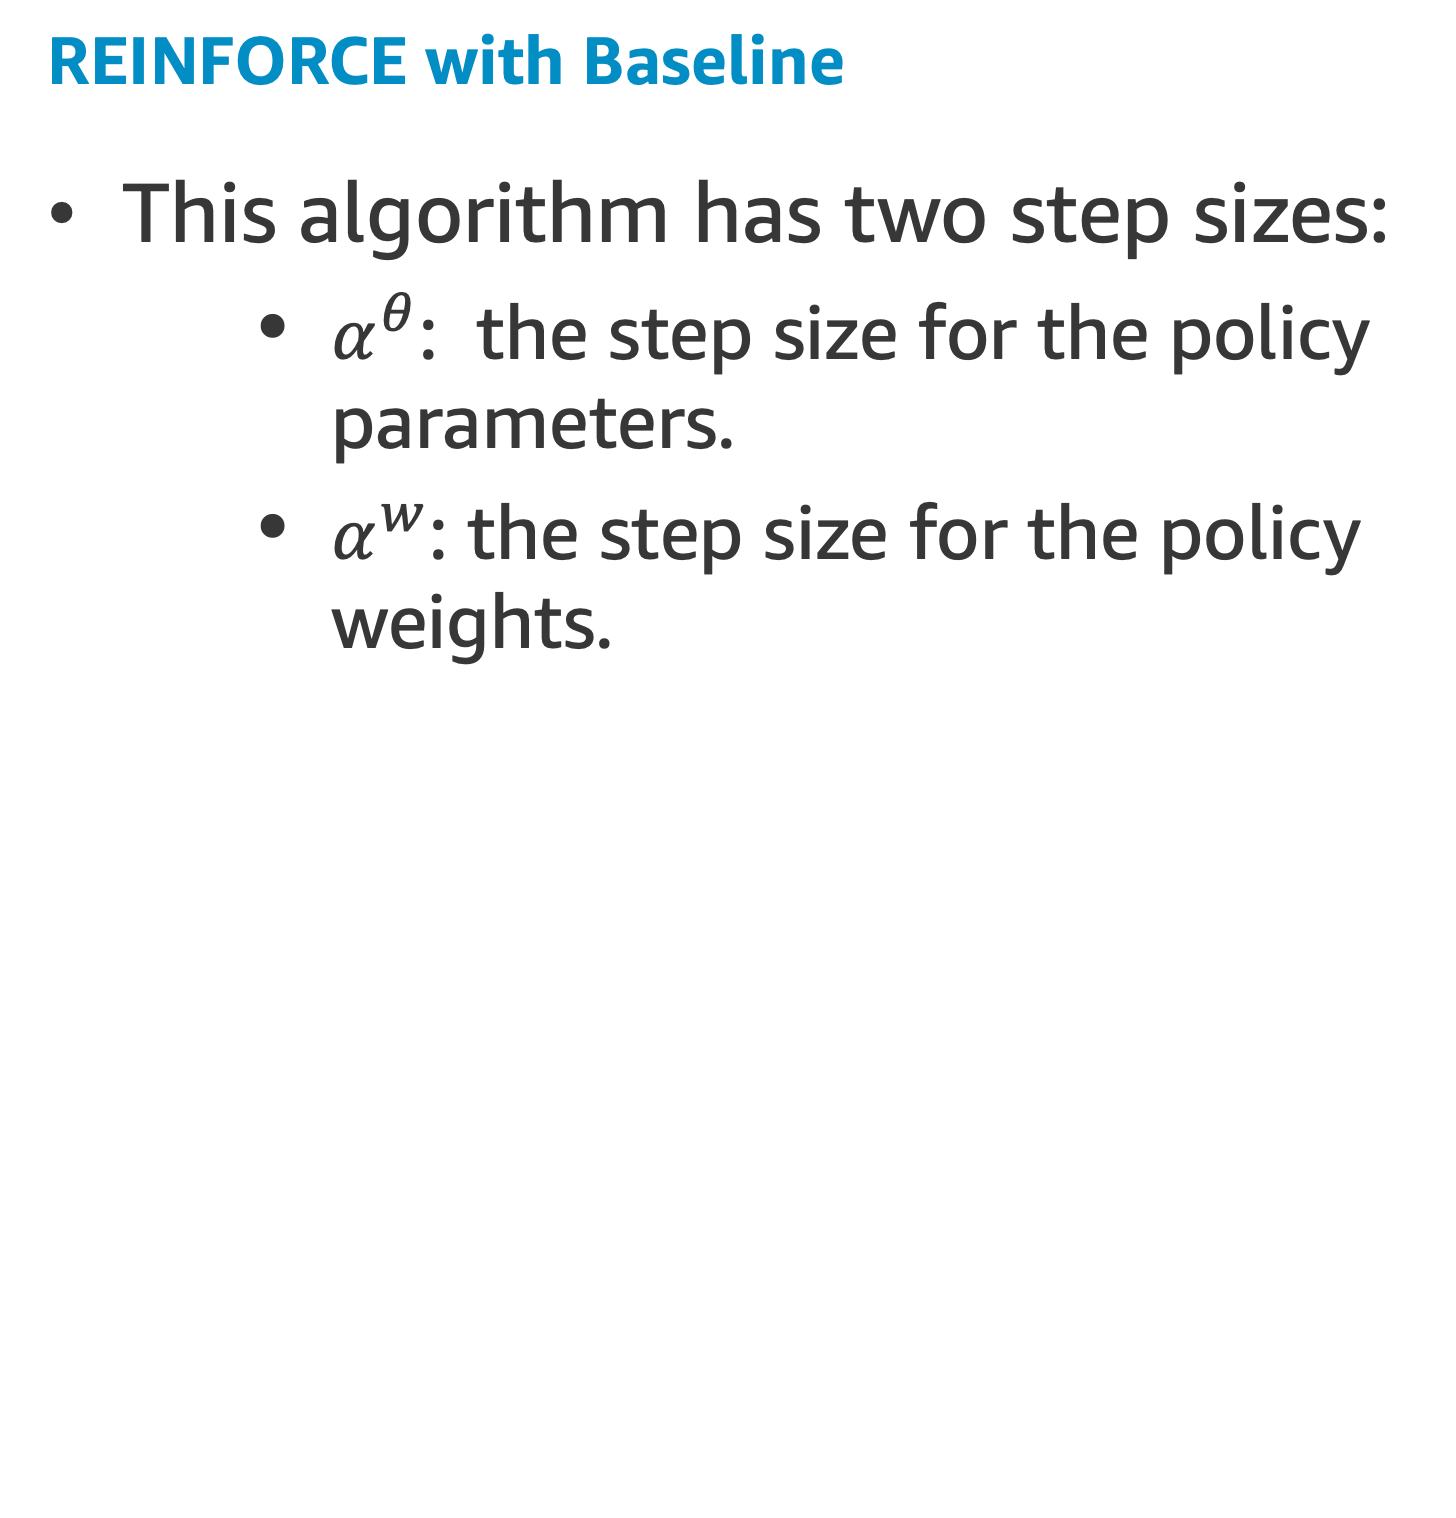 REINFORCE with Baseline
• This algorithm has two step sizes:
• α^θ: the step size for the policy
parameters.
• α^w: the step size for the policy
weights.